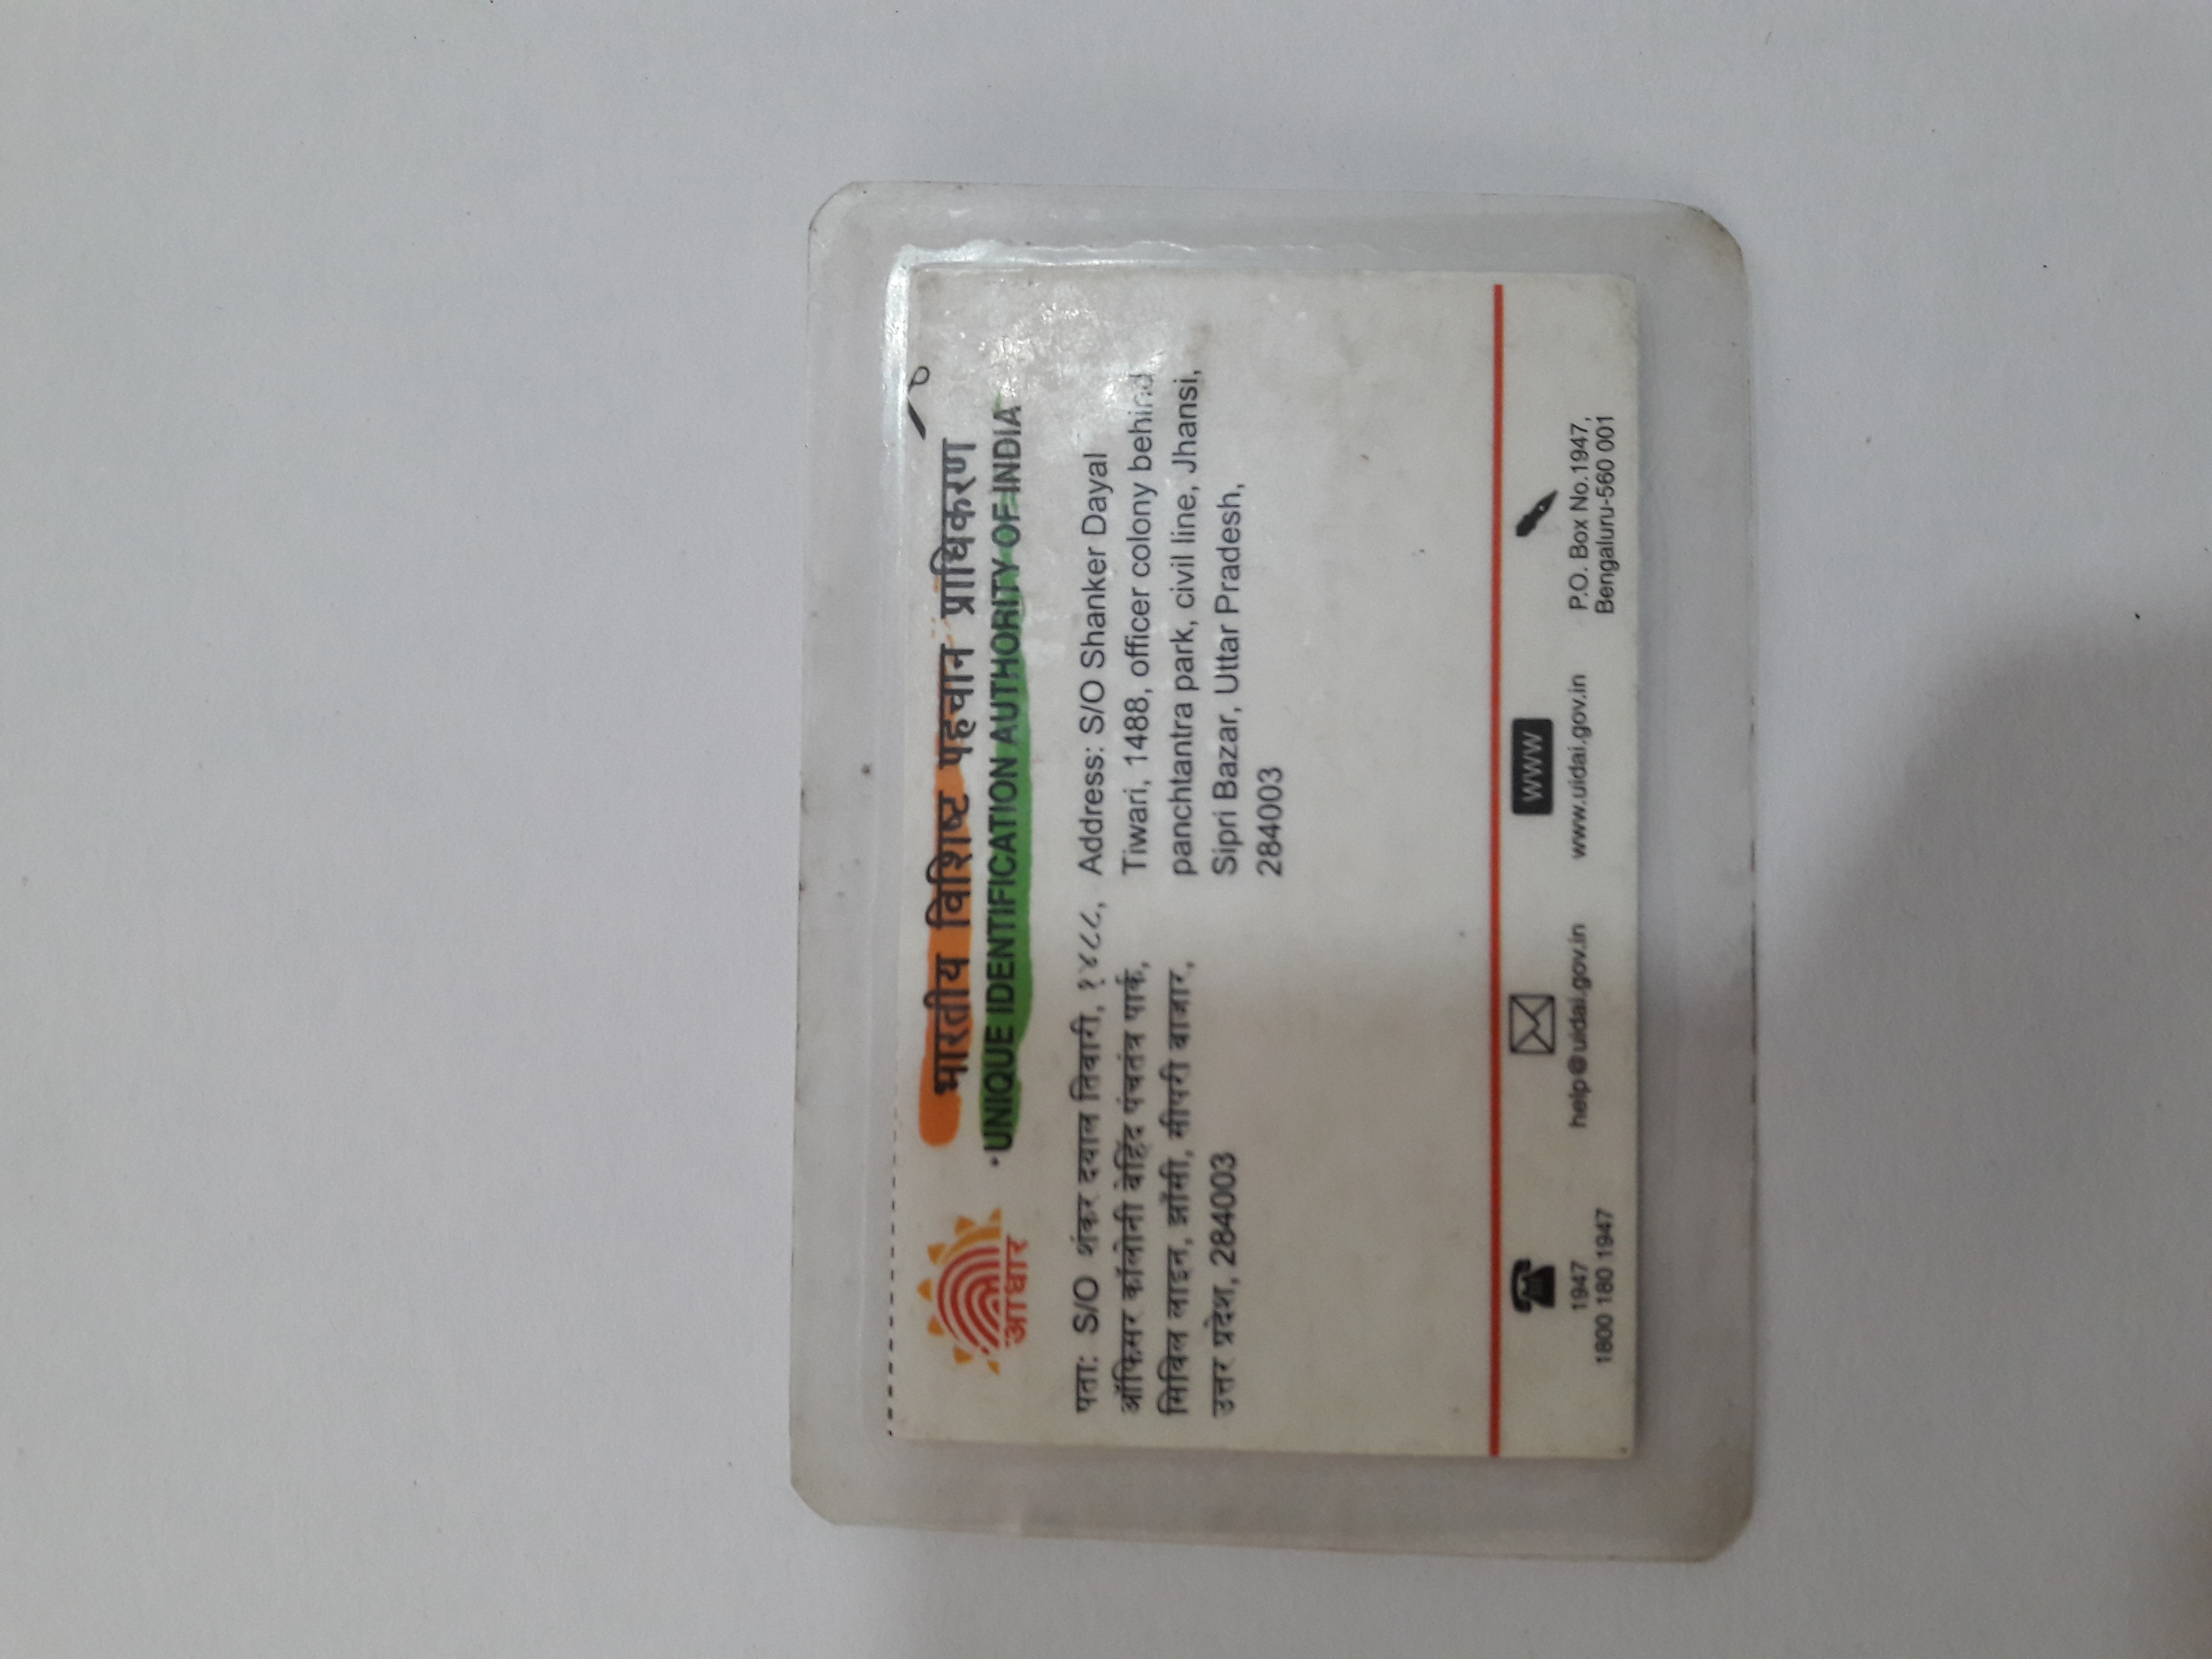 आधार
भारतीय विशिष्ट पहचान प्राधिकरण
UNIQUE IDENTIFICATION AUTHORITY OF INDIA
पता: S/O शंकर दयाल तिवारी, १४८८,
ऑफिसर कॉलोनी बेहिंद पंचतंत्र पार्क,
सिविल लाइन, झाँसी, सीपरी बाजार,
उत्तर प्रदेश, 284003
Address: S/O Shanker Dayal
Tiwari, 1488, officer colony behind
panchtantra park, civil line, Jhansi,
Sipri Bazar, Uttar Pradesh,
284003
1947
1800 180 1947
help@uidai.gov.in
WWW
www.uidai.gov.in
P.O. Box No.1947,
Bengaluru-560 001